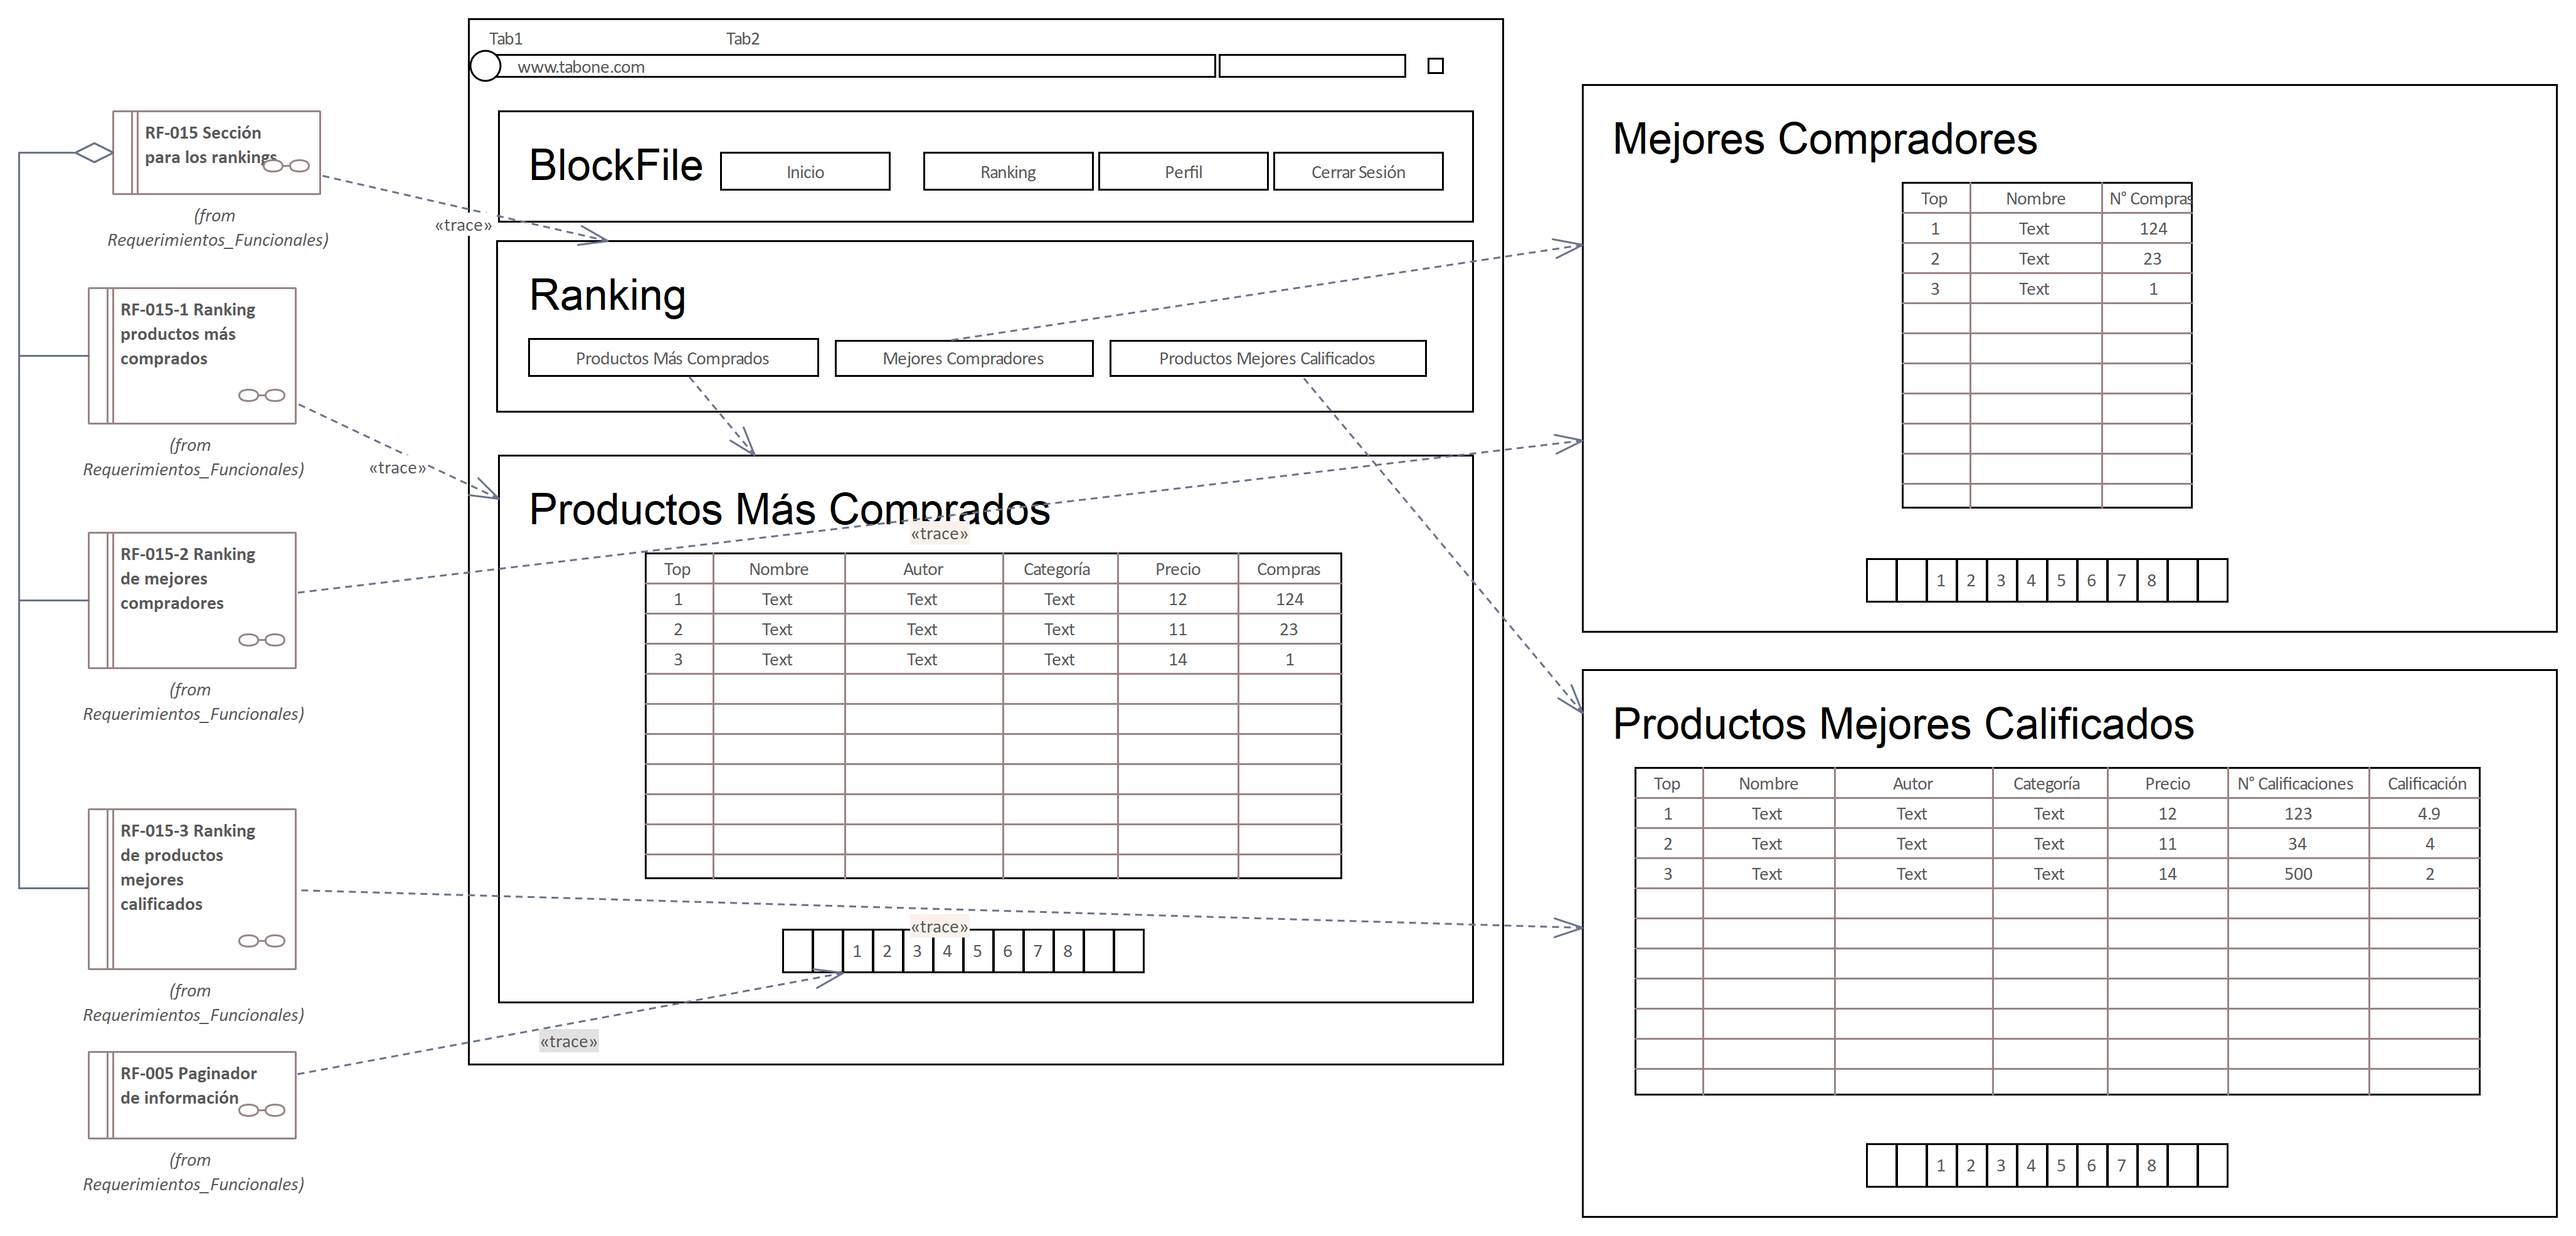 RF-015 Sección
para los rankings
(from
Requerimientos_Funcionales)
RF-015-1 Ranking
productos más
comprados
(from
Requerimientos_Funcionales)
RF-015-2 Ranking
de mejores
compradores
(from
Requerimientos_Funcionales)
RF-015-3 Ranking
de productos
mejores
calificados
(from
Requerimientos_Funcionales)
RF-005 Paginador
de información
(from
Requerimientos_Funcionales)
«trace»
«trace»
«trace»
«trace»
«trace»
Tab1 Tab2
www.tabone.com
BlockFile Inicio Ranking Perfil Cerrar Sesión
Ranking
Productos Más Comprados Mejores Compradores Productos Mejores Calificados
Productos Más Comprados
Top Nombre Autor Categoría Precio Compras
1 Text Text Text 12 124
2 Text Text Text 11 23
3 Text Text Text 14 1
1 2 3 4 5 6 7 8
Mejores Compradores
Top Nombre N° Compras
1 Text 124
2 Text 23
3 Text 1
1 2 3 4 5 6 7 8
Productos Mejores Calificados
Top Nombre Autor Categoría Precio N° Calificaciones Calificación
1 Text Text Text 12 123 4.9
2 Text Text Text 11 34 4
3 Text Text Text 14 500 2
1 2 3 4 5 6 7 8